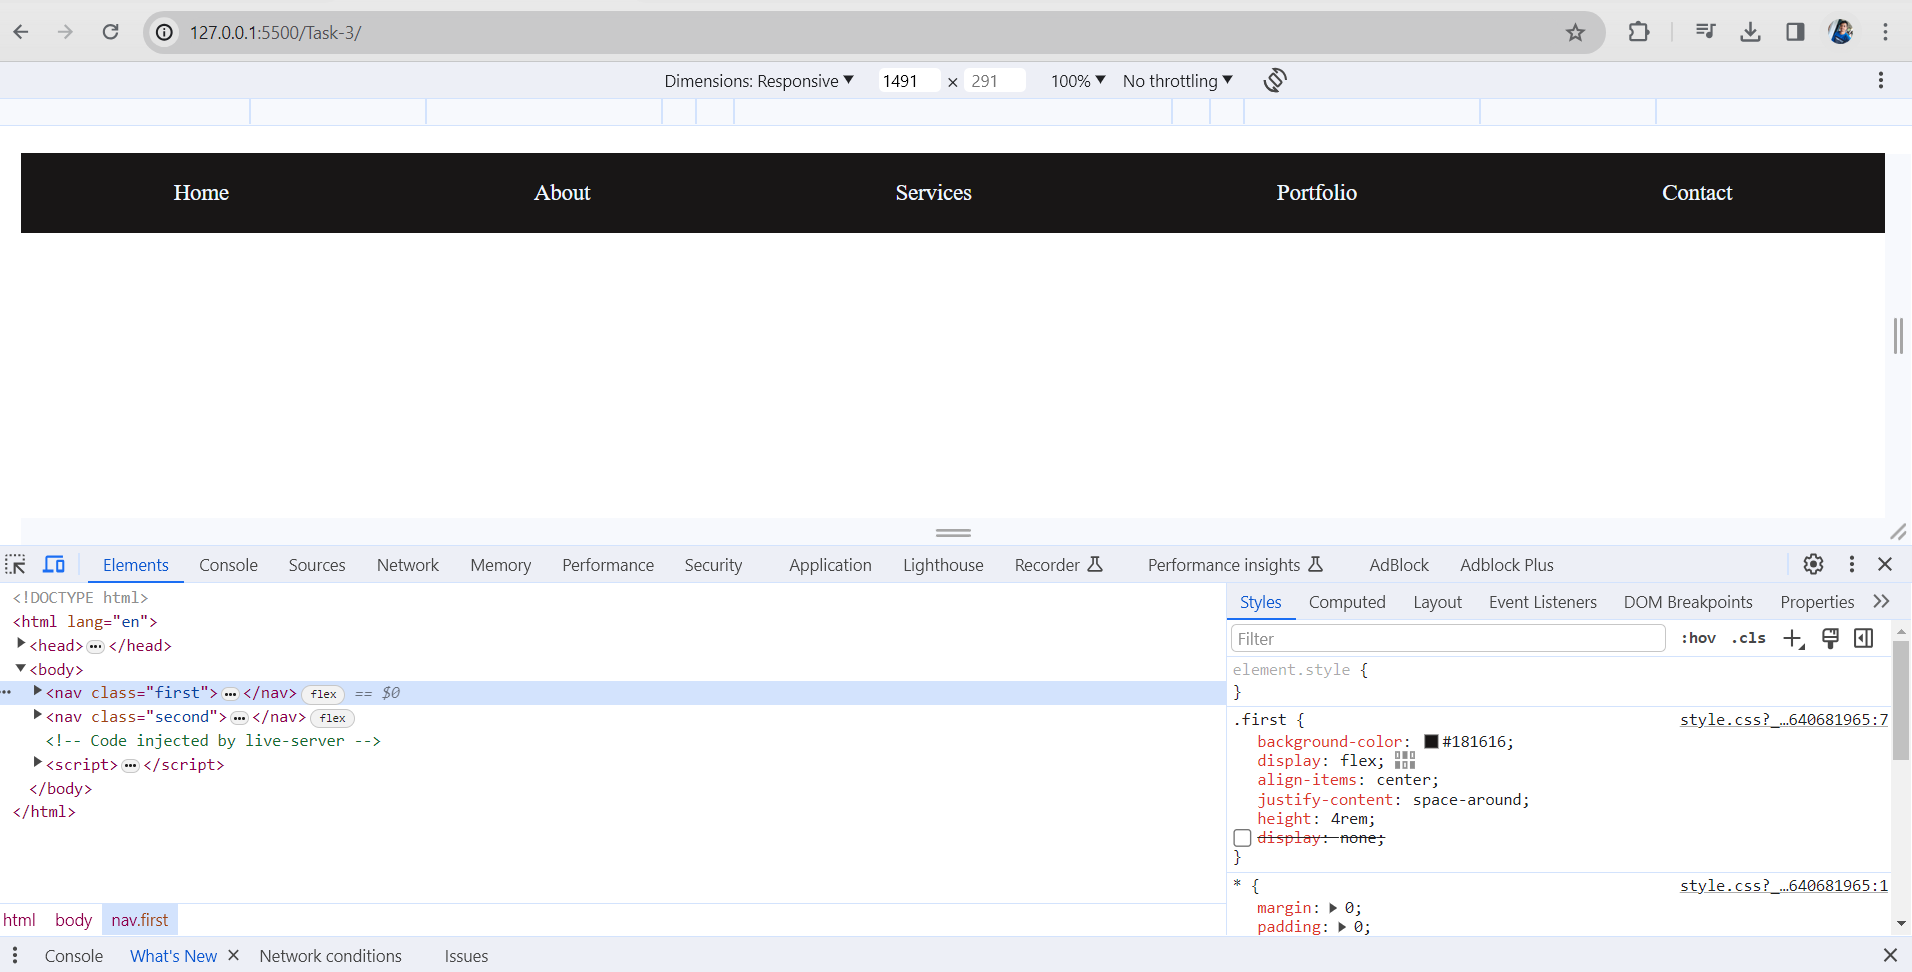 127.0.0.1:5500/Task-3/
Dimensions: Responsive ▼ 1491 × 291 100% ▼ No throttling ▼
Home About Services Portfolio Contact
Elements Console Sources Network Memory Performance Security Application Lighthouse Recorder Performance insights AdBlock Adblock Plus
<!DOCTYPE html>
<html lang="en">
<head> ••• </head>
<body>
••• <nav class="first"> ••• </nav> flex == $0
<nav class="second"> ••• </nav> flex
<!-- Code injected by live-server -->
<script> ••• </script>
</body>
</html>
html body nav.first
Styles Computed Layout Event Listeners DOM Breakpoints Properties
Filter :hov .cls
element.style {
}
.first { style.css?_…640681965:7
background-color: #181616;
display: flex;
align-items: center;
justify-content: space-around;
height: 4rem;
display: none;
}
* { style.css?_…640681965:1
margin: 0;
padding: 0;
Console What's New Network conditions Issues